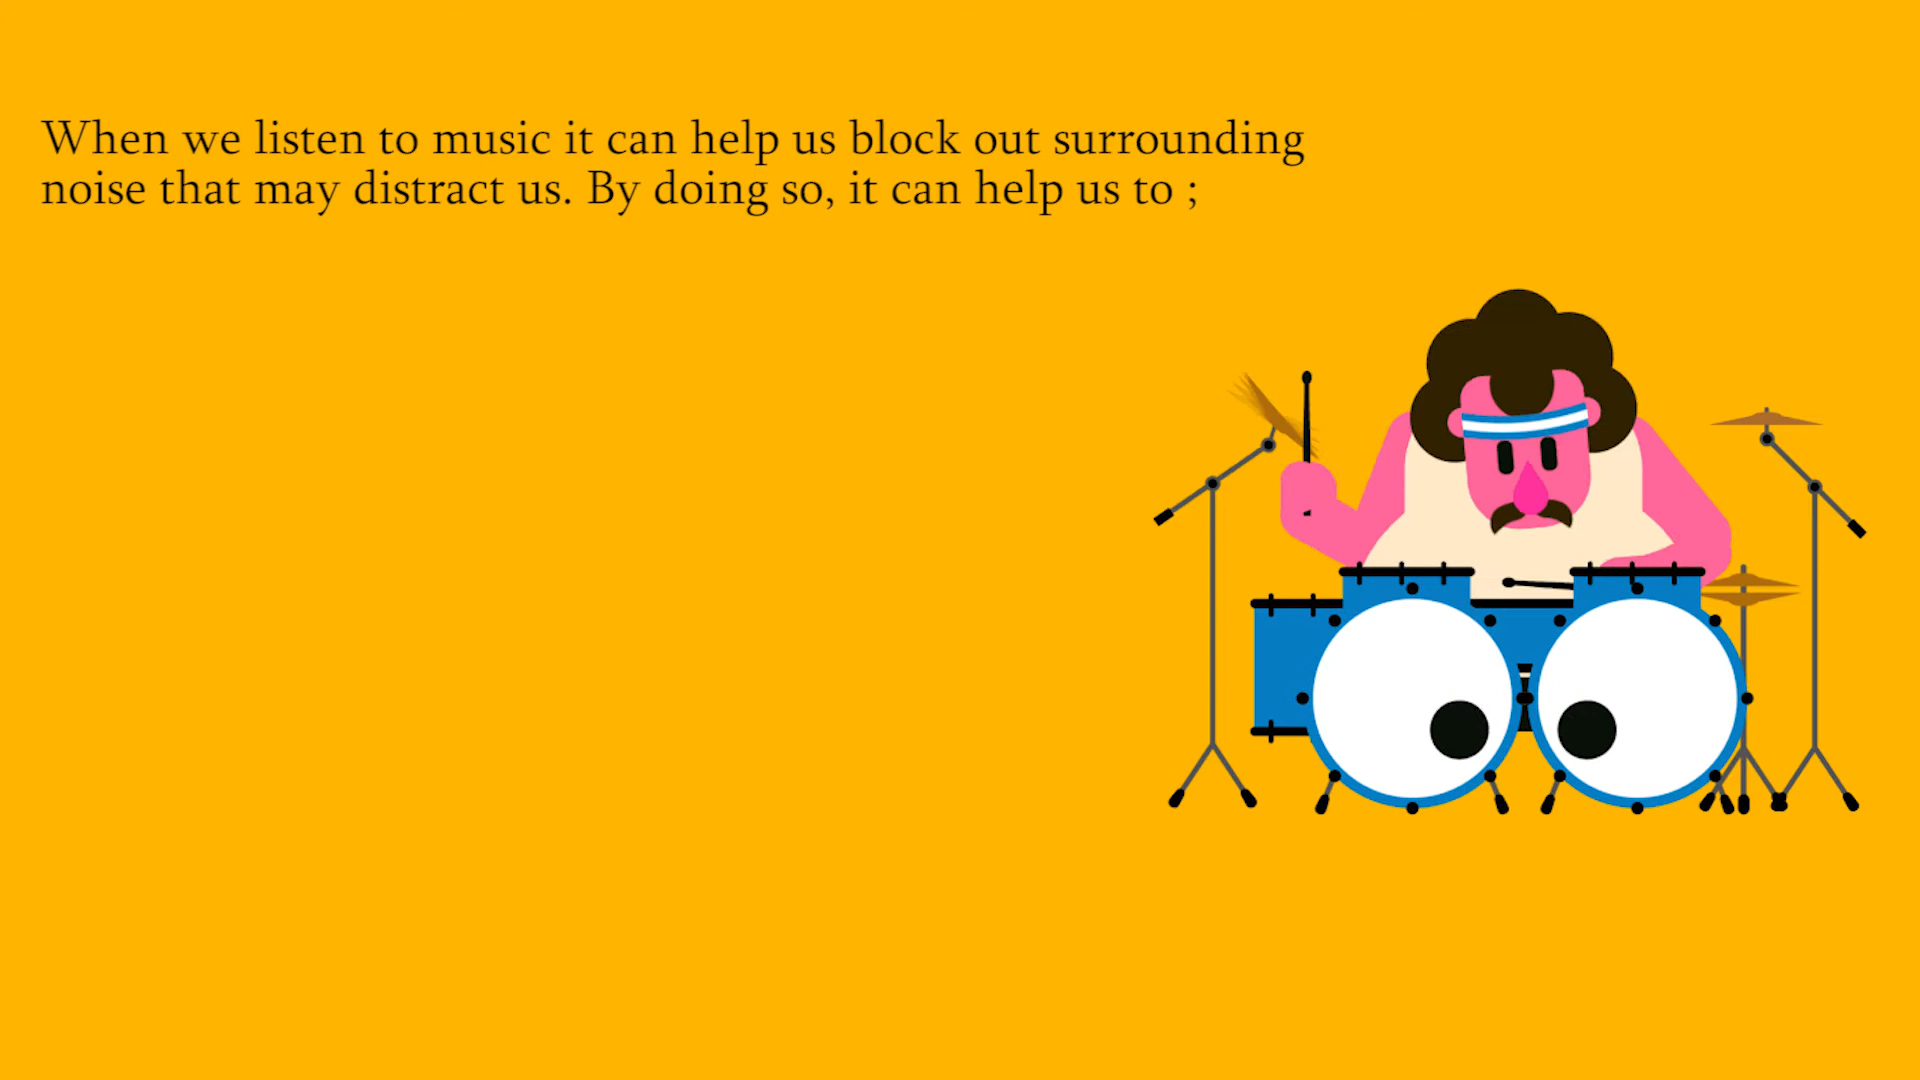 When we listen to music it can help us block out surrounding
noise that may distract us. By doing so, it can help us to ;